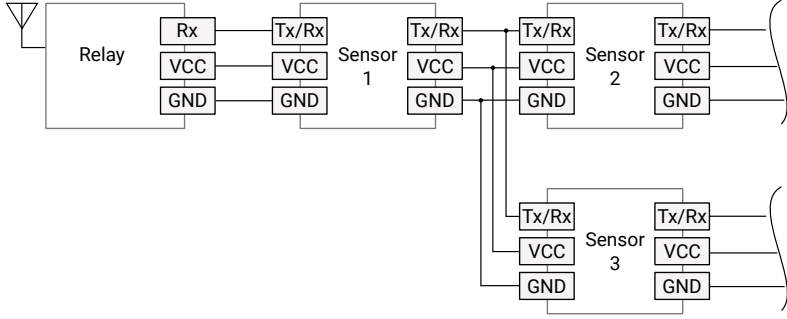 Relay
Rx
VCC
GND
Tx/Rx
VCC
GND
Sensor
1
Tx/Rx
VCC
GND
Tx/Rx
VCC
GND
Sensor
2
Tx/Rx
VCC
GND
Tx/Rx
VCC
GND
Sensor
3
Tx/Rx
VCC
GND